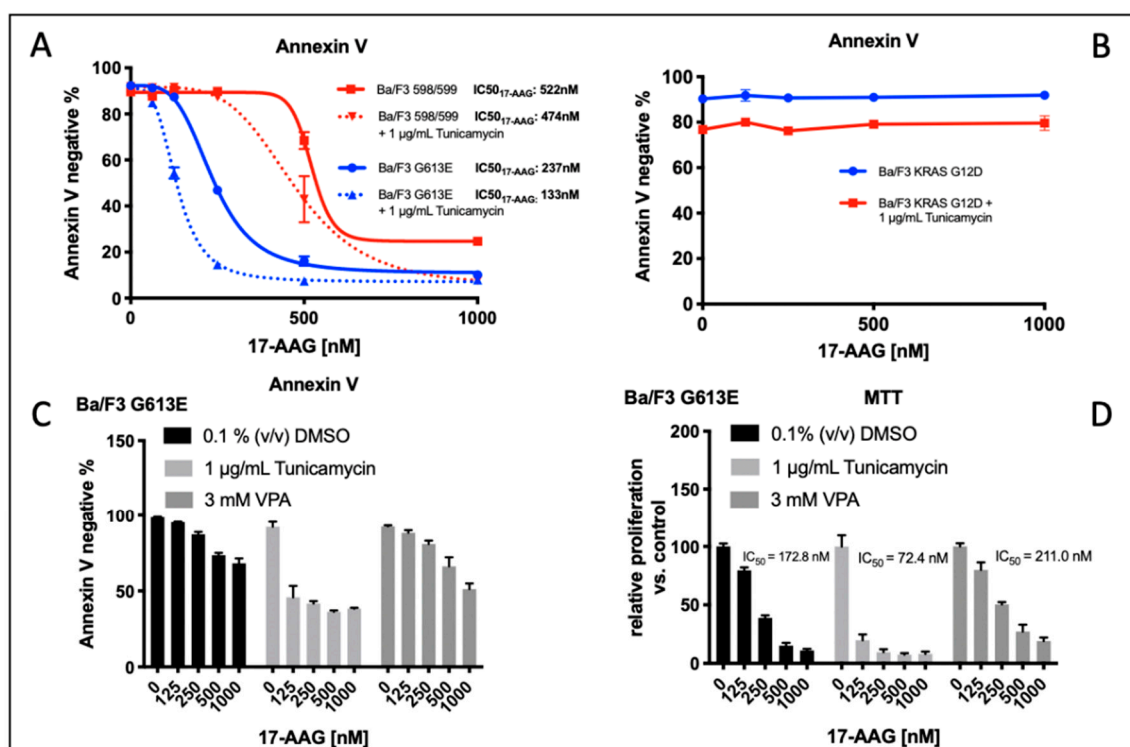 A
Annexin V
Annexin V negative %
100
80
60
40
20
0
0
500
1000
17-AAG [nM]
Ba/F3 598/599 IC5017-AAG: 522nM
Ba/F3 598/599 IC5017-AAG: 474nM
+ 1 µg/mL Tunicamycin
Ba/F3 G613E IC5017-AAG: 237nM
Ba/F3 G613E IC5017-AAG: 133nM
+ 1 µg/mL Tunicamycin
Annexin V
B
Annexin V negative %
100
80
60
40
20
0
0
500
1000
17-AAG [nM]
Ba/F3 KRAS G12D
Ba/F3 KRAS G12D +
1 µg/mL Tunicamycin
C
Annexin V
Ba/F3 G613E
0.1 % (v/v) DMSO
1 µg/mL Tunicamycin
3 mM VPA
Annexin V negative %
150
100
50
0
0 125 250 500 1000 0 125 250 500 1000 0 125 250 500 1000
17-AAG [nM]
Ba/F3 G613E
MTT
D
0.1% (v/v) DMSO
1 µg/mL Tunicamycin
3 mM VPA
relative proliferation
vs. control
200
150
100
50
0
IC50 = 172.8 nM
IC50 = 72.4 nM
IC50 = 211.0 nM
0 125 250 500 1000 0 125 250 500 1000 0 125 250 500 1000
17-AAG [nM]